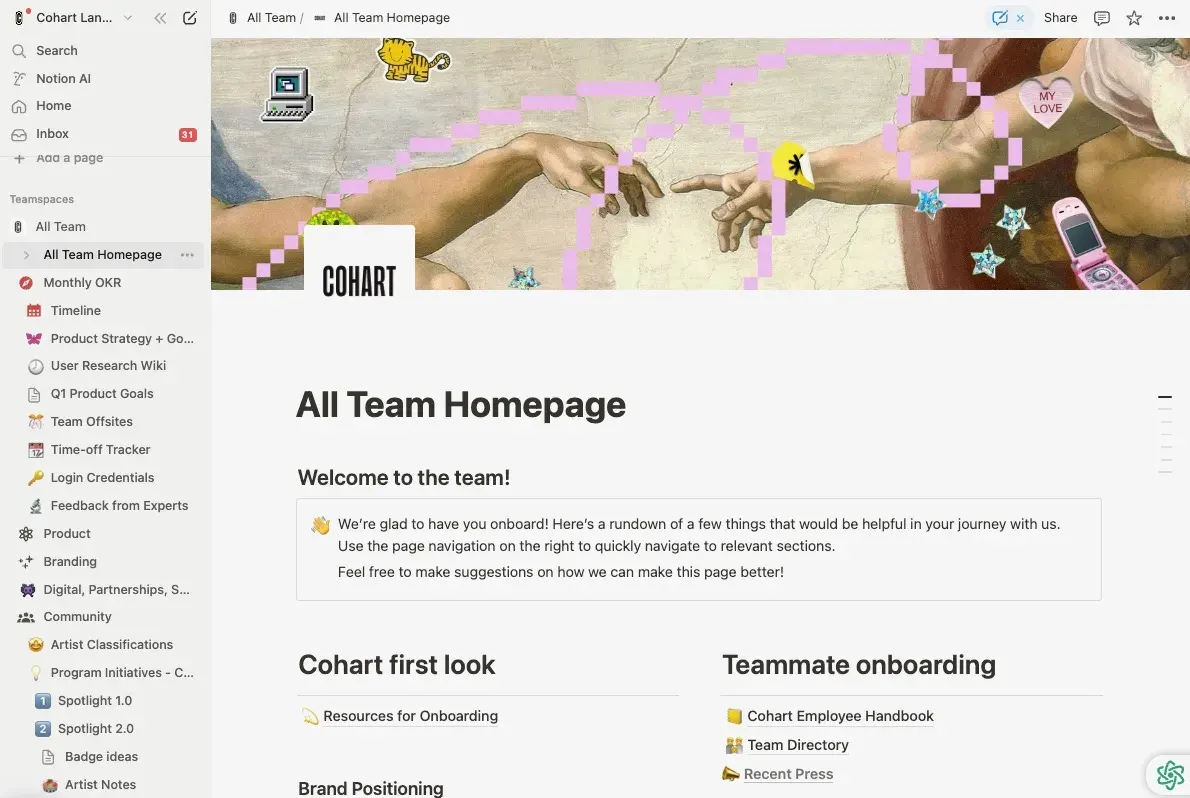 Cohart Lan...
Search
Notion AI
Home
Inbox
31
Add a page
Teamspaces
All Team
All Team Homepage
Monthly OKR
Timeline
Product Strategy + Go...
User Research Wiki
Q1 Product Goals
Team Offsites
Time-off Tracker
Login Credentials
Feedback from Experts
Product
Branding
Digital, Partnerships, S...
Community
Artist Classifications
Program Initiatives - C...
1 Spotlight 1.0
2 Spotlight 2.0
Badge ideas
Artist Notes
All Team / All Team Homepage
Share
MY
LOVE
COHART
All Team Homepage
Welcome to the team!
We’re glad to have you onboard! Here’s a rundown of a few things that would be helpful in your journey with us.
Use the page navigation on the right to quickly navigate to relevant sections.
Feel free to make suggestions on how we can make this page better!
Cohart first look
Resources for Onboarding
Brand Positioning
Teammate onboarding
Cohart Employee Handbook
Team Directory
Recent Press